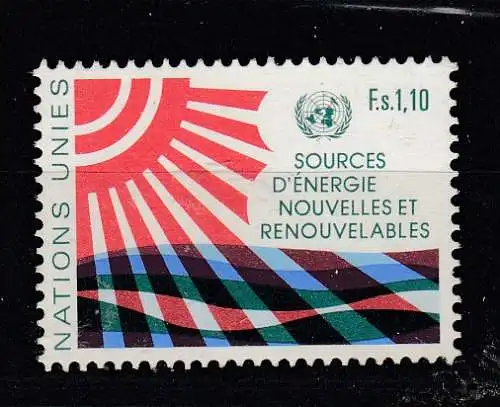 NATIONS UNIES
F.s.1,10
SOURCES
D'ÉNERGIE
NOUVELLES ET
RENOUVELABLES